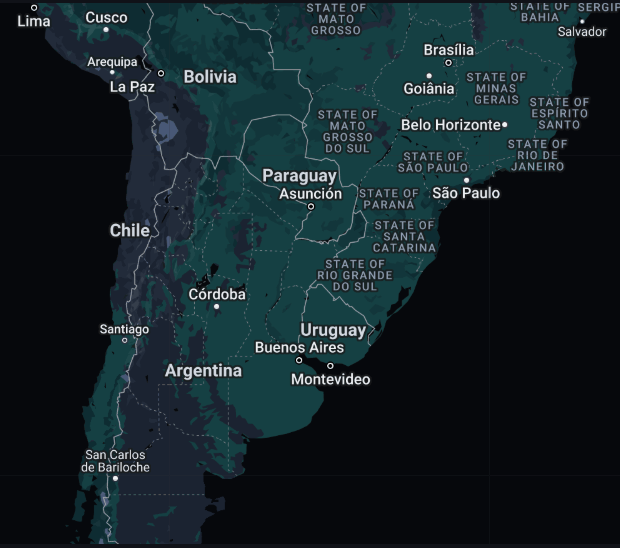 STATE OF
MATO
GROSSO
STATE OF
BAHIA
SERGIP
Lima
Cusco
Salvador
Brasília
Arequipa
Bolivia
La Paz
Goiânia
STATE OF
MINAS
GERAIS
STATE OF
ESPÍRITO
SANTO
STATE OF
MATO
GROSSO
DO SUL
Belo Horizonte
STATE OF
RIO DE
JANEIRO
STATE OF
SÃO PAULO
Paraguay
Asunción
STATE OF
PARANÁ
São Paulo
Chile
STATE OF
SANTA
CATARINA
STATE OF
RIO GRANDE
DO SUL
Córdoba
Santiago
Uruguay
Buenos Aires
Argentina
Montevideo
San Carlos
de Bariloche